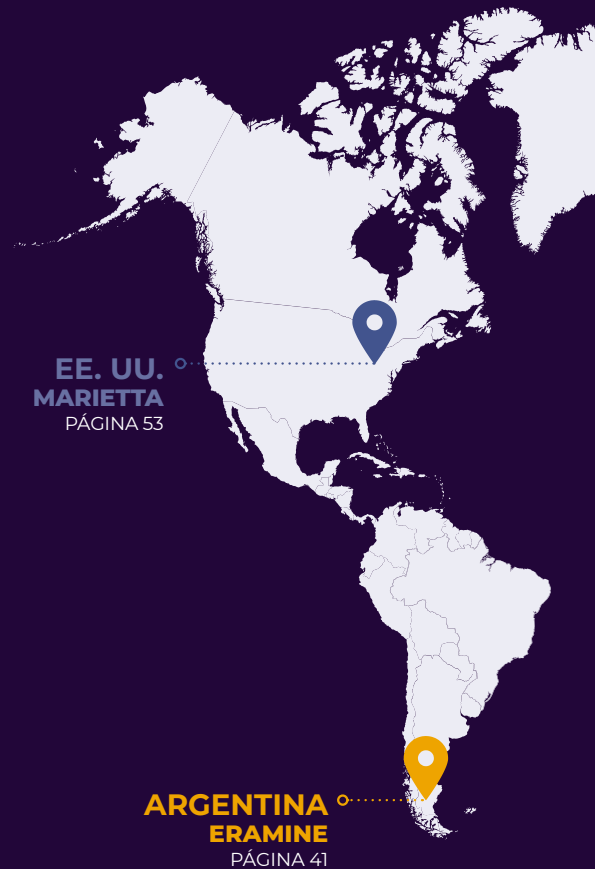 EE. UU.
MARIETTA
PÁGINA 53
ARGENTINA
ERAMINE
PÁGINA 41